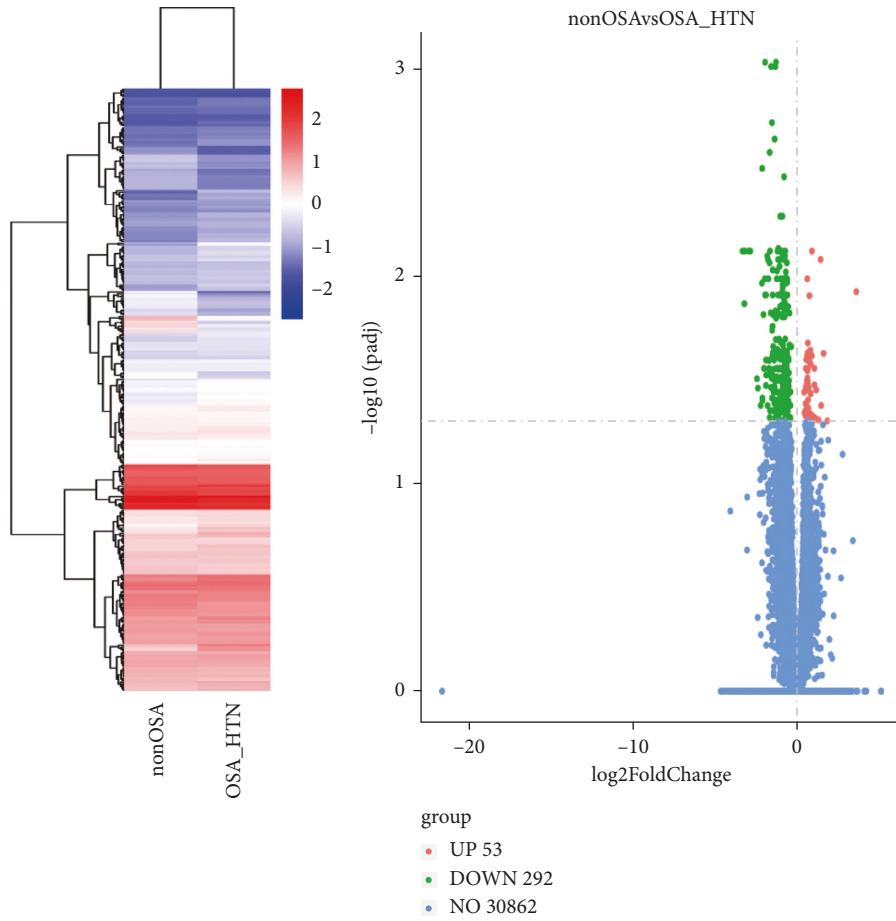 2
1
0
−1
−2
nonOSA
OSA_HTN
nonOSAvsOSA_HTN
3
2
1
0
−log10 (padj)
−20
−10
0
log2FoldChange
group
UP 53
DOWN 292
NO 30862